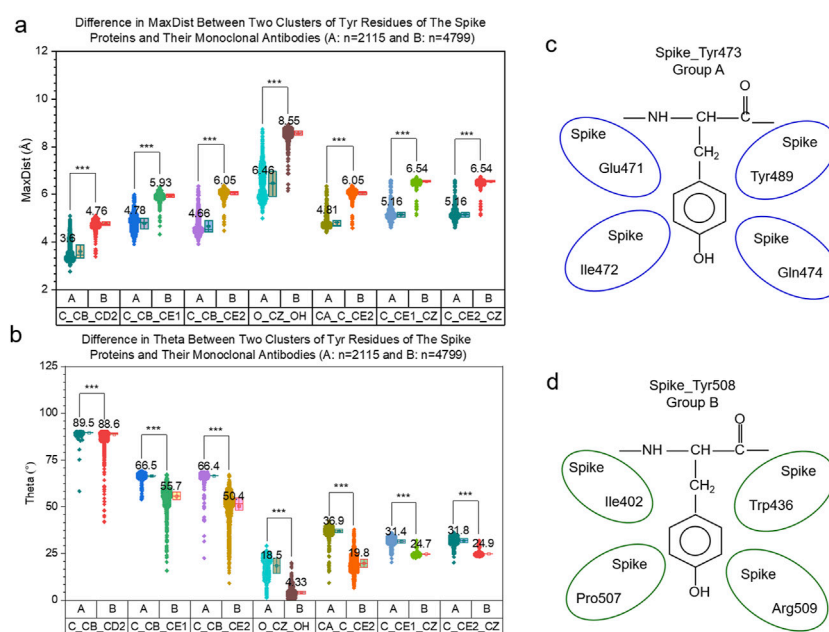 a
Difference in MaxDist Between Two Clusters of Tyr Residues of The Spike
Proteins and Their Monoclonal Antibodies (A: n=2115 and B: n=4799)
MaxDist (Å)
12
10
8
6
4
2
*** *** *** *** *** *** ***
3.6 4.76 4.78 5.93 4.66 6.05 6.46 8.55 4.81 6.05 5.16 6.54 5.16 6.54
A B A B A B A B A B A B A B
C_CB_CD2 C_CB_CE1 C_CB_CE2 O_CZ_OH CA_C_CE2 C_CE1_CZ C_CE2_CZ
b
Difference in Theta Between Two Clusters of Tyr Residues of The Spike
Proteins and Their Monoclonal Antibodies (A: n=2115 and B: n=4799)
Theta (°)
125
100
75
50
25
0
*** *** *** *** *** *** ***
89.5 88.6 66.5 55.7 66.4 50.4 18.5 4.33 36.9 19.8 31.4 24.7 31.8 24.9
A B A B A B A B A B A B A B
C_CB_CD2 C_CB_CE1 C_CB_CE2 O_CZ_OH CA_C_CE2 C_CE1_CZ C_CE2_CZ
c
Spike_Tyr473
Group A
O
NH CH C
CH2
OH
Spike
Glu471
Spike
Tyr489
Spike
Ile472
Spike
Gln474
d
Spike_Tyr508
Group B
O
NH CH C
CH2
OH
Spike
Ile402
Spike
Trp436
Spike
Pro507
Spike
Arg509